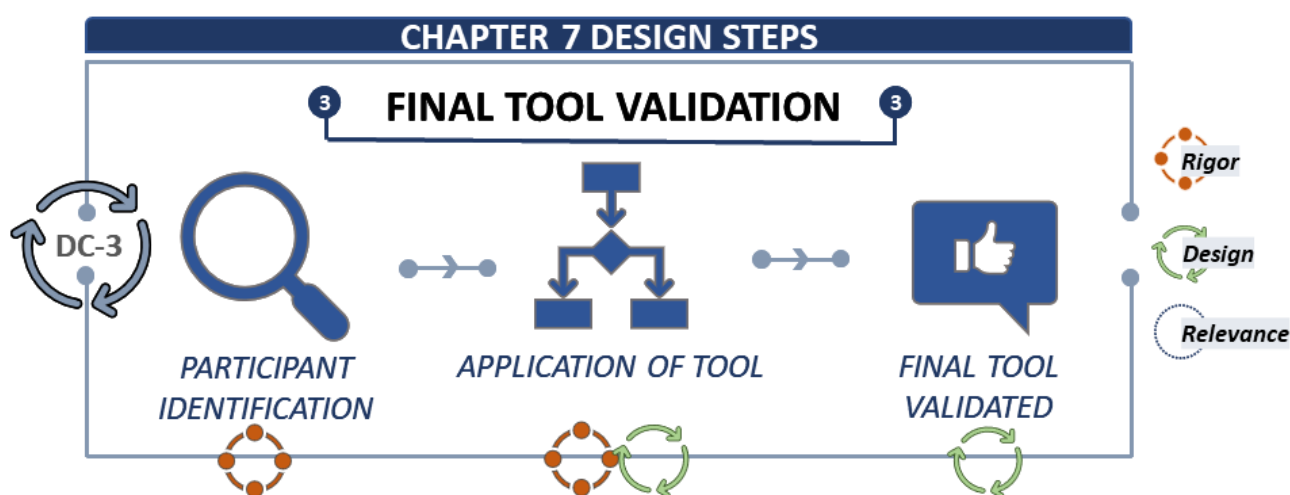 CHAPTER 7 DESIGN STEPS
3 FINAL TOOL VALIDATION 3
DC-3
PARTICIPANT
IDENTIFICATION
APPLICATION OF TOOL
FINAL TOOL
VALIDATED
Rigor
Design
Relevance